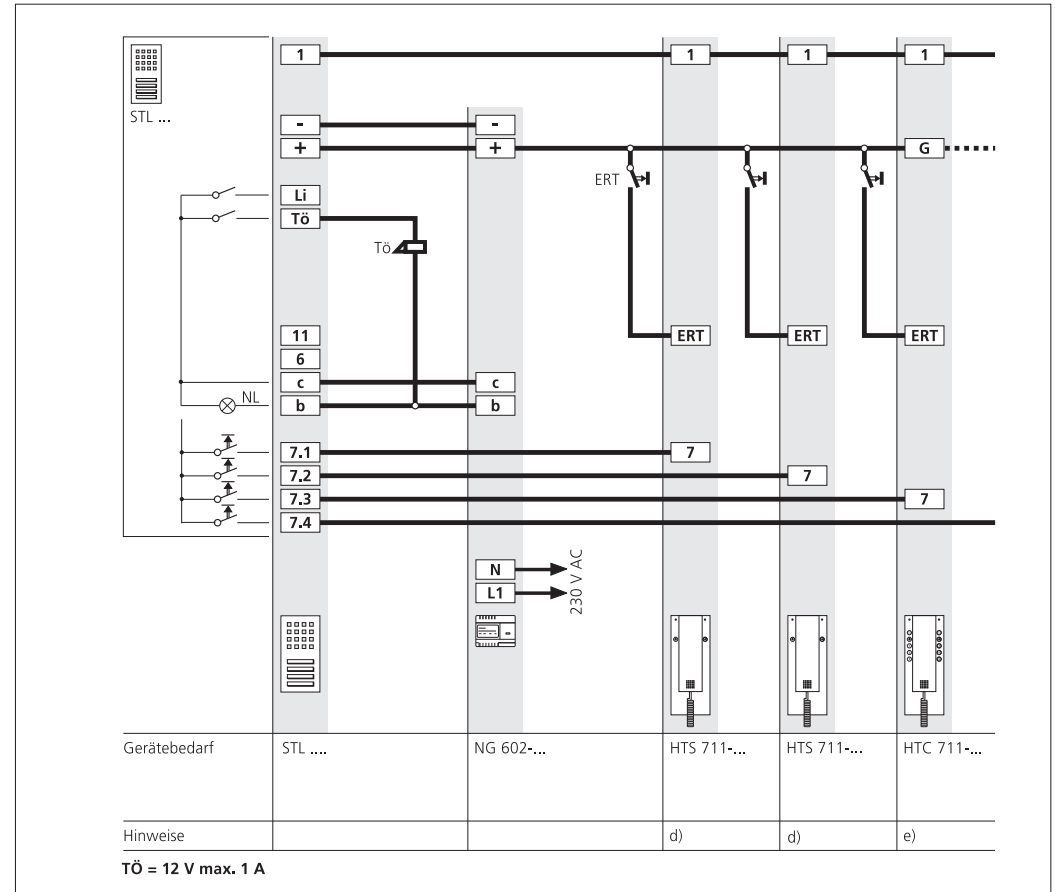 1 1 1 1
STL ...
- -
+ + G
ERT
Li
Tö
Tö
11 ERT ERT ERT
6
c c
NL b b
7.1 7
7.2 7
7.3 7
7.4
N
L1
230 V AC
Gerätebedarf STL .... NG 602-... HTS 711-... HTS 711-... HTC 711-...
Hinweise d) d) e)
TÖ = 12 V max. 1 A